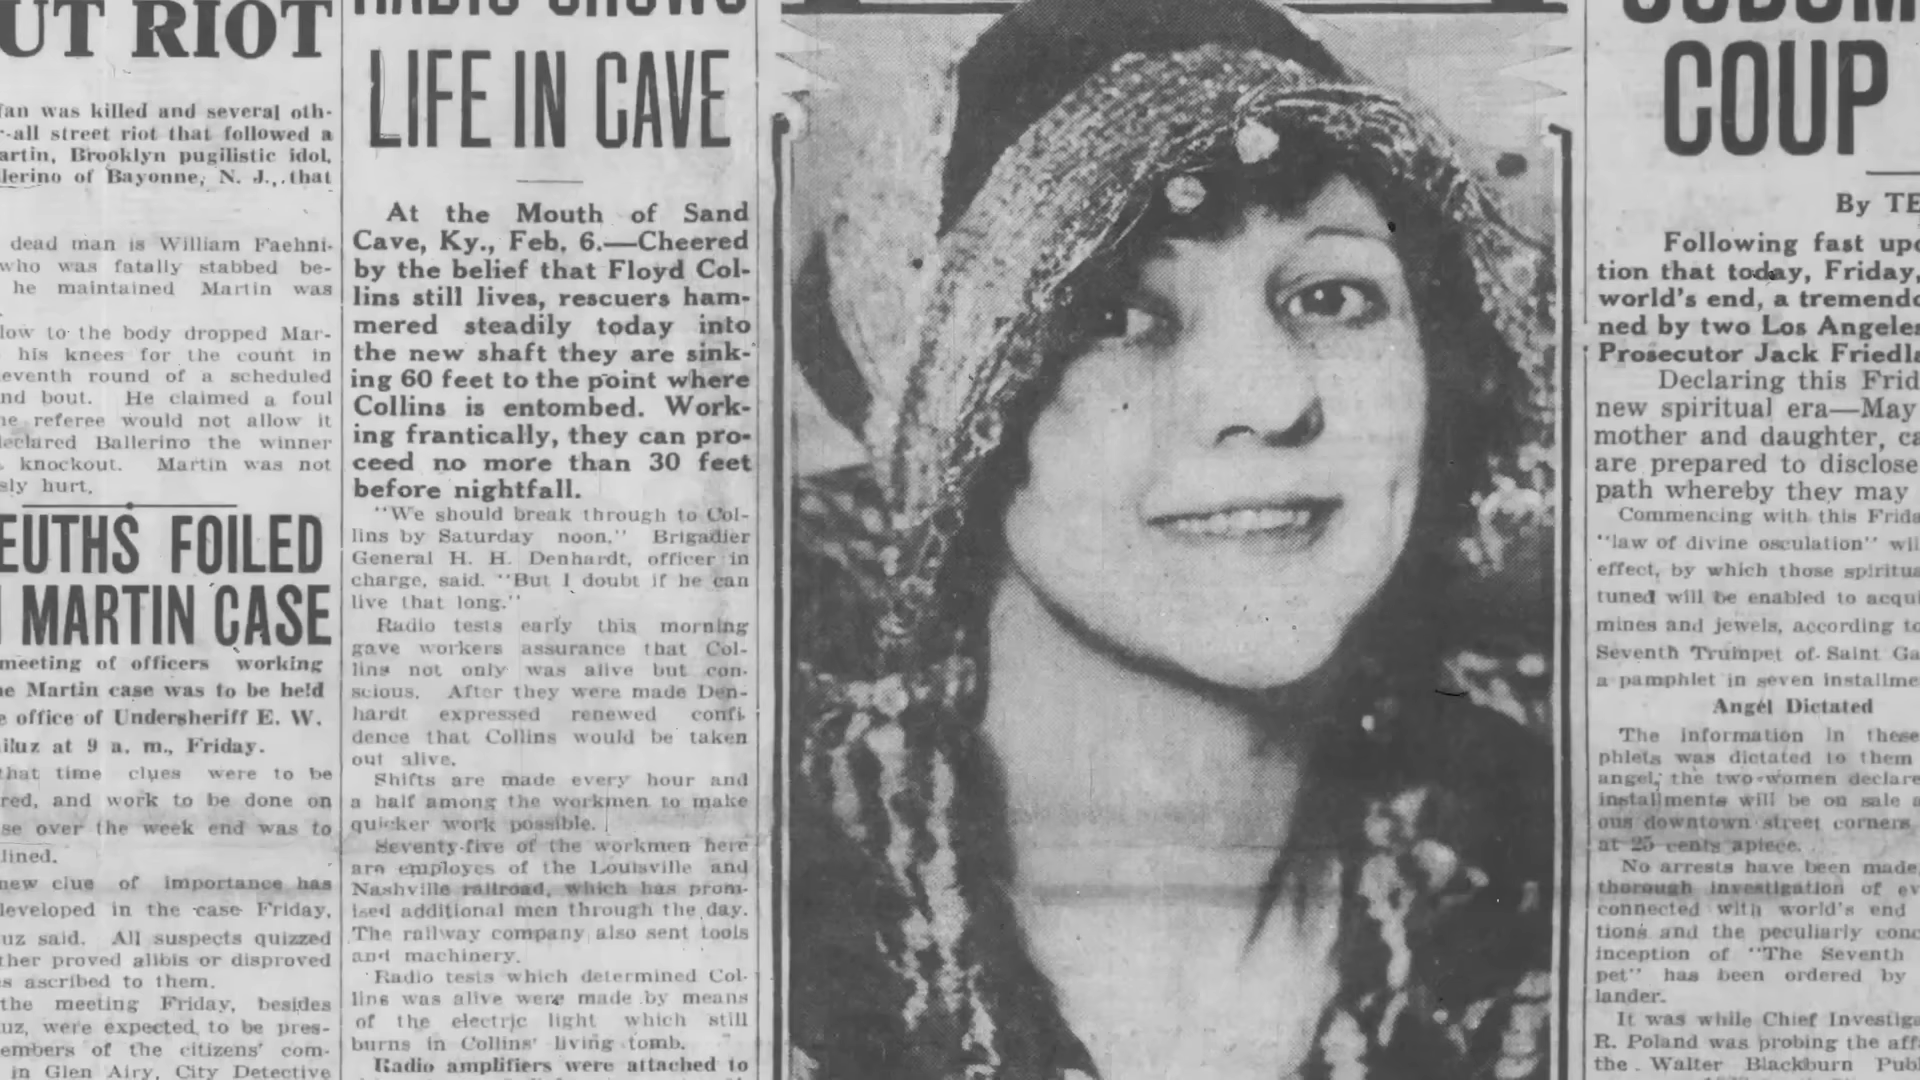 UT RIOT
an was killed and several oth-
-all street riot that followed a
artin, Brooklyn pugilistic idol,
lerino of Bayonne, N. J., that
dead man is William Faehni-
who was fatally stabbed be-
he maintained Martin was
low to the body dropped Mar-
his knees for the count in
eventh round of a scheduled
nd bout. He claimed a foul
he referee would not allow it
eclared Ballerino the winner
knockout. Martin was not
sly hurt.
EUTHS FOILED
MARTIN CASE
meeting of officers working
e Martin case was to be held
e office of Undersheriff E. W.
iluz at 9 a. m., Friday.
that time clues were to be
red, and work to be done on
se over the week end was to
lined.
new clue of importance has
developed in the case Friday,
uz said. All suspects quizzed
ther proved alibis or disproved
s ascribed to them.
the meeting Friday, besides
uz, were expected to be pres-
embers of the citizens' com-
in Glen Airy, City Detective
RADIO SHOWS
LIFE IN CAVE
At the Mouth of Sand
Cave, Ky., Feb. 6.—Cheered
by the belief that Floyd Col-
lins still lives, rescuers ham-
mered steadily today into
the new shaft they are sink-
ing 60 feet to the point where
Collins is entombed. Work-
ing frantically, they can pro-
ceed no more than 30 feet
before nightfall.
"We should break through to Col-
lins by Saturday noon," Brigadier
General H. H. Denhardt, officer in
charge, said. "But I doubt if he can
live that long."
Radio tests early this morning
gave workers assurance that Col-
lins not only was alive but con-
scious. After they were made Den-
hardt expressed renewed confi-
dence that Collins would be taken
out alive.
Shifts are made every hour and
a half among the workmen to make
quicker work possible.
Seventy-five of the workmen here
are employes of the Louisville and
Nashville railroad, which has prom-
ised additional men through the day.
The railway company also sent tools
and machinery.
Radio tests which determined Col-
lins was alive were made by means
of the electric light which still
burns in Collins' living tomb.
Radio amplifiers were attached to
COUP
By TE
Following fast upo
tion that today, Friday,
world's end, a tremendo
ned by two Los Angeles
Prosecutor Jack Friedla
Declaring this Frid
new spiritual era—May
mother and daughter, ca
are prepared to disclose
path whereby they may
Commencing with this Frida
"law of divine osculation" wil
effect, by which those spiritua
tuned will be enabled to acqui
mines and jewels, according to
Seventh Trumpet of Saint Ga
a pamphlet in seven installme
Angel Dictated
The information in these
phlets was dictated to them
angel, the two women declare
installments will be on sale a
ous downtown street corners
at 25 cents apiece.
No arrests have been made,
thorough investigation of ev
connected with world's end
tions and the peculiarly conc
inception of "The Seventh
pet" has been ordered by
lander.
It was while Chief Investiga
R. Poland was probing the affa
the Walter Blackburn Pub